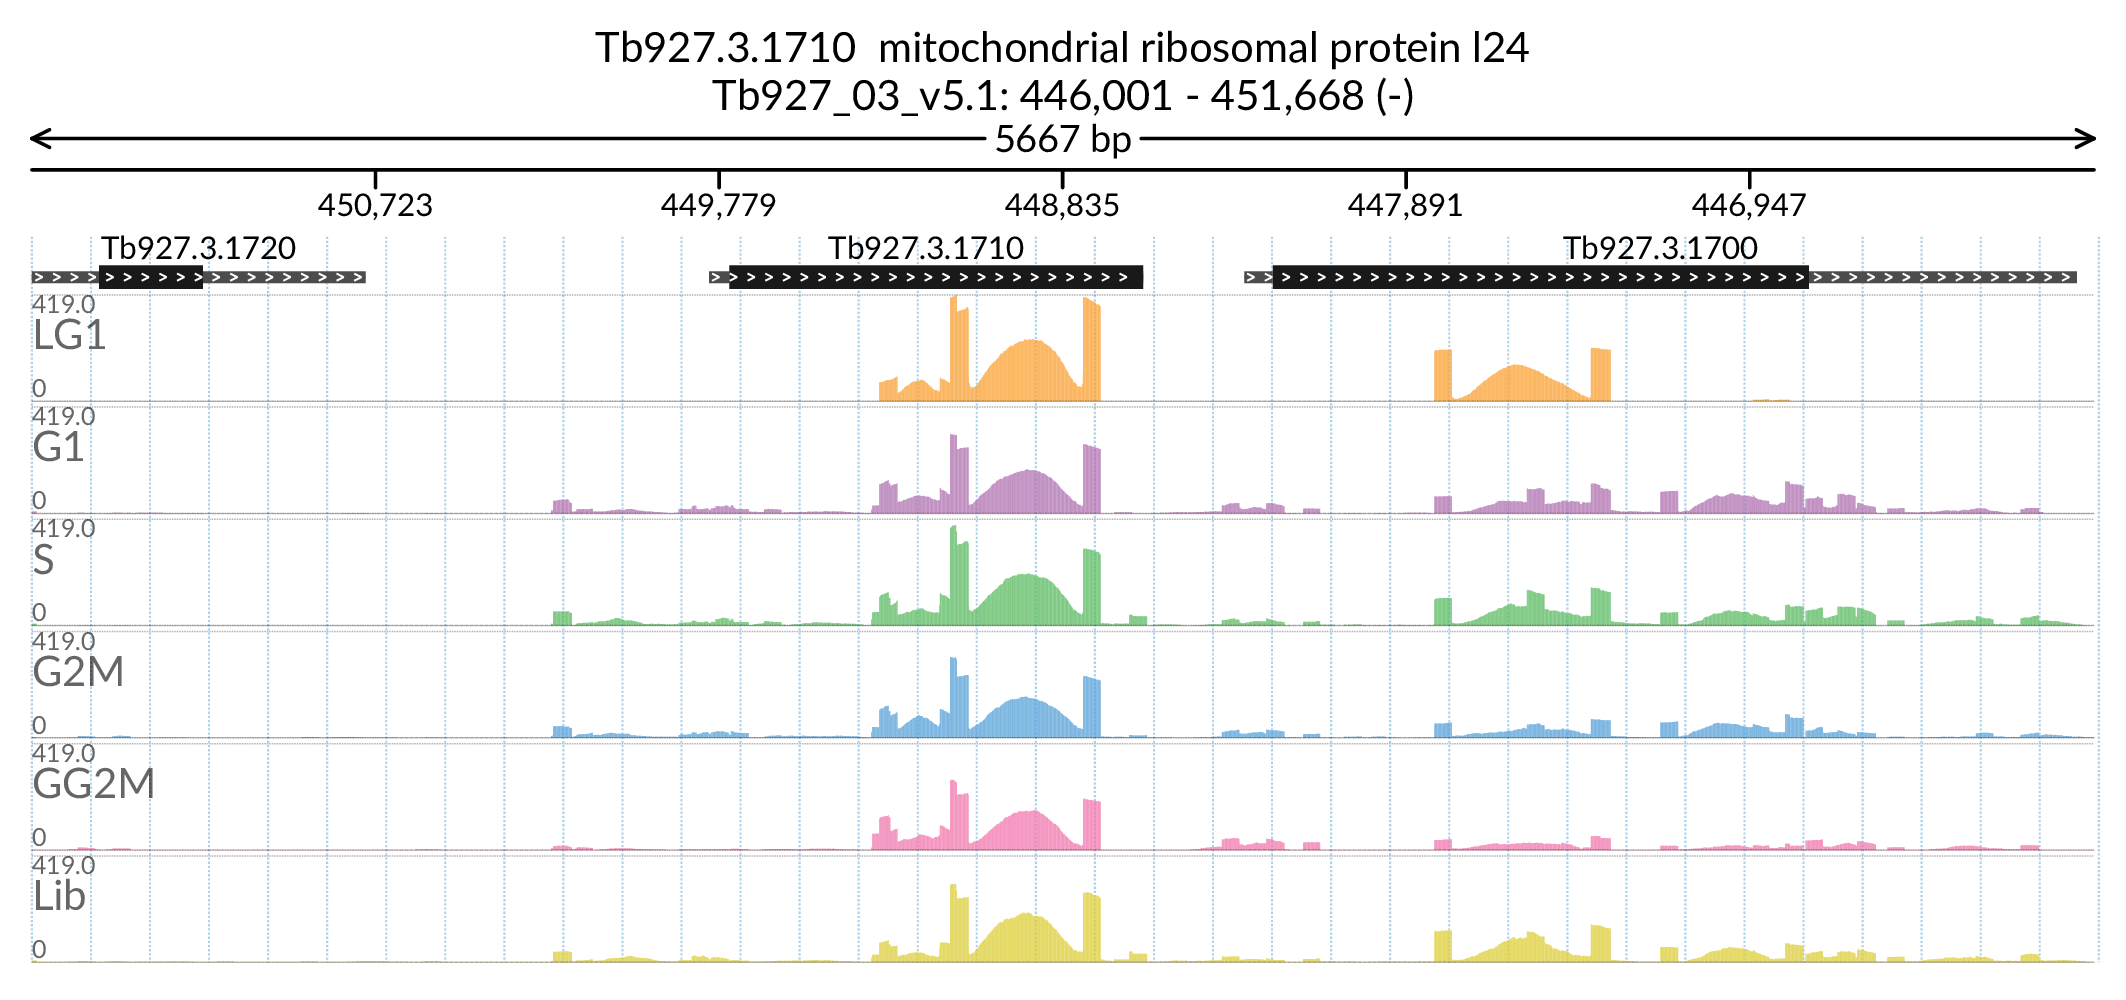 Tb927.3.1710 mitochondrial ribosomal protein l24
Tb927_03_v5.1: 446,001 - 451,668 (-)
5667 bp
450,723 449,779 448,835 447,891 446,947
Tb927.3.1720 Tb927.3.1710 Tb927.3.1700
419.0
LG1
0
419.0
G1
0
419.0
S
0
419.0
G2M
0
419.0
GG2M
0
419.0
Lib
0